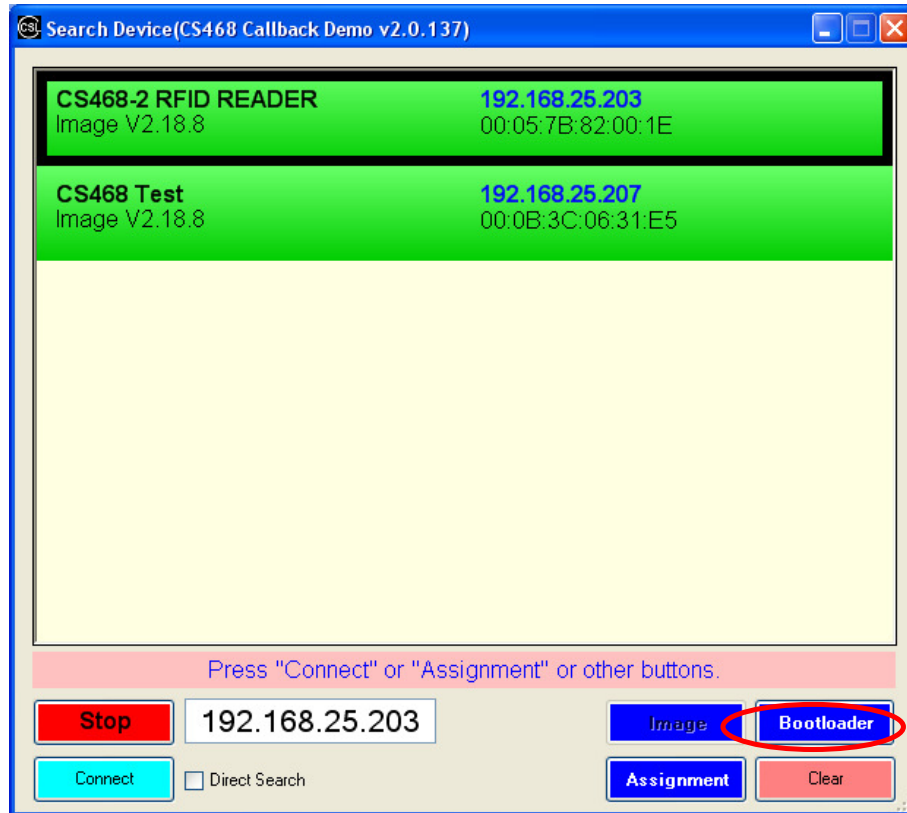 CSL Search Device(CS468 Callback Demo v2.0.137)
CS468-2 RFID READER 192.168.25.203
Image V2.18.8 00:05:7B:82:00:1E
CS468 Test 192.168.25.207
Image V2.18.8 00:0B:3C:06:31:E5
Press "Connect" or "Assignment" or other buttons.
Stop 192.168.25.203 Image Bootloader
Connect Direct Search Assignment Clear